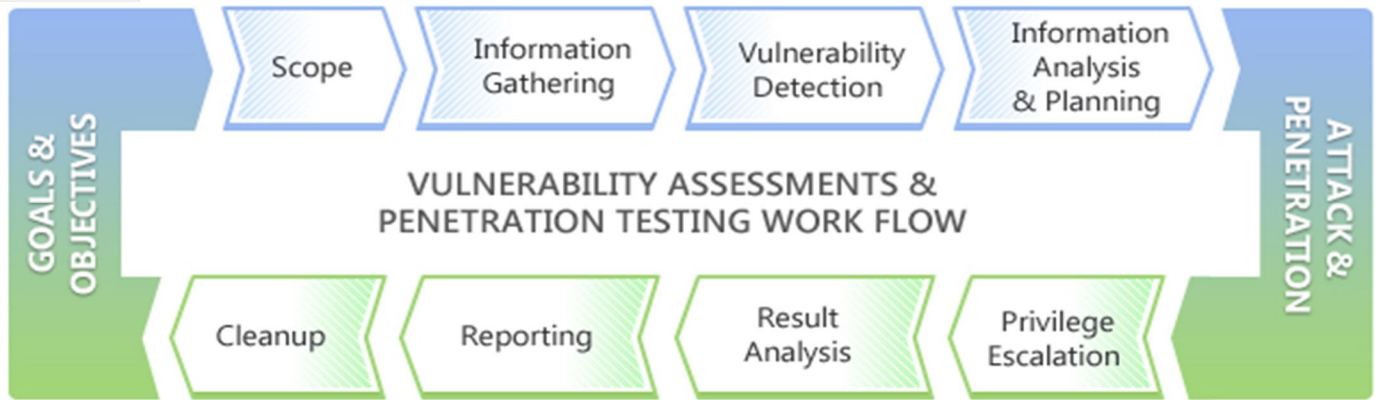 GOALS &
OBJECTIVES
Scope
Information
Gathering
Vulnerability
Detection
Information
Analysis
& Planning
ATTACK &
PENETRATION
VULNERABILITY ASSESSMENTS &
PENETRATION TESTING WORK FLOW
Cleanup
Reporting
Result
Analysis
Privilege
Escalation